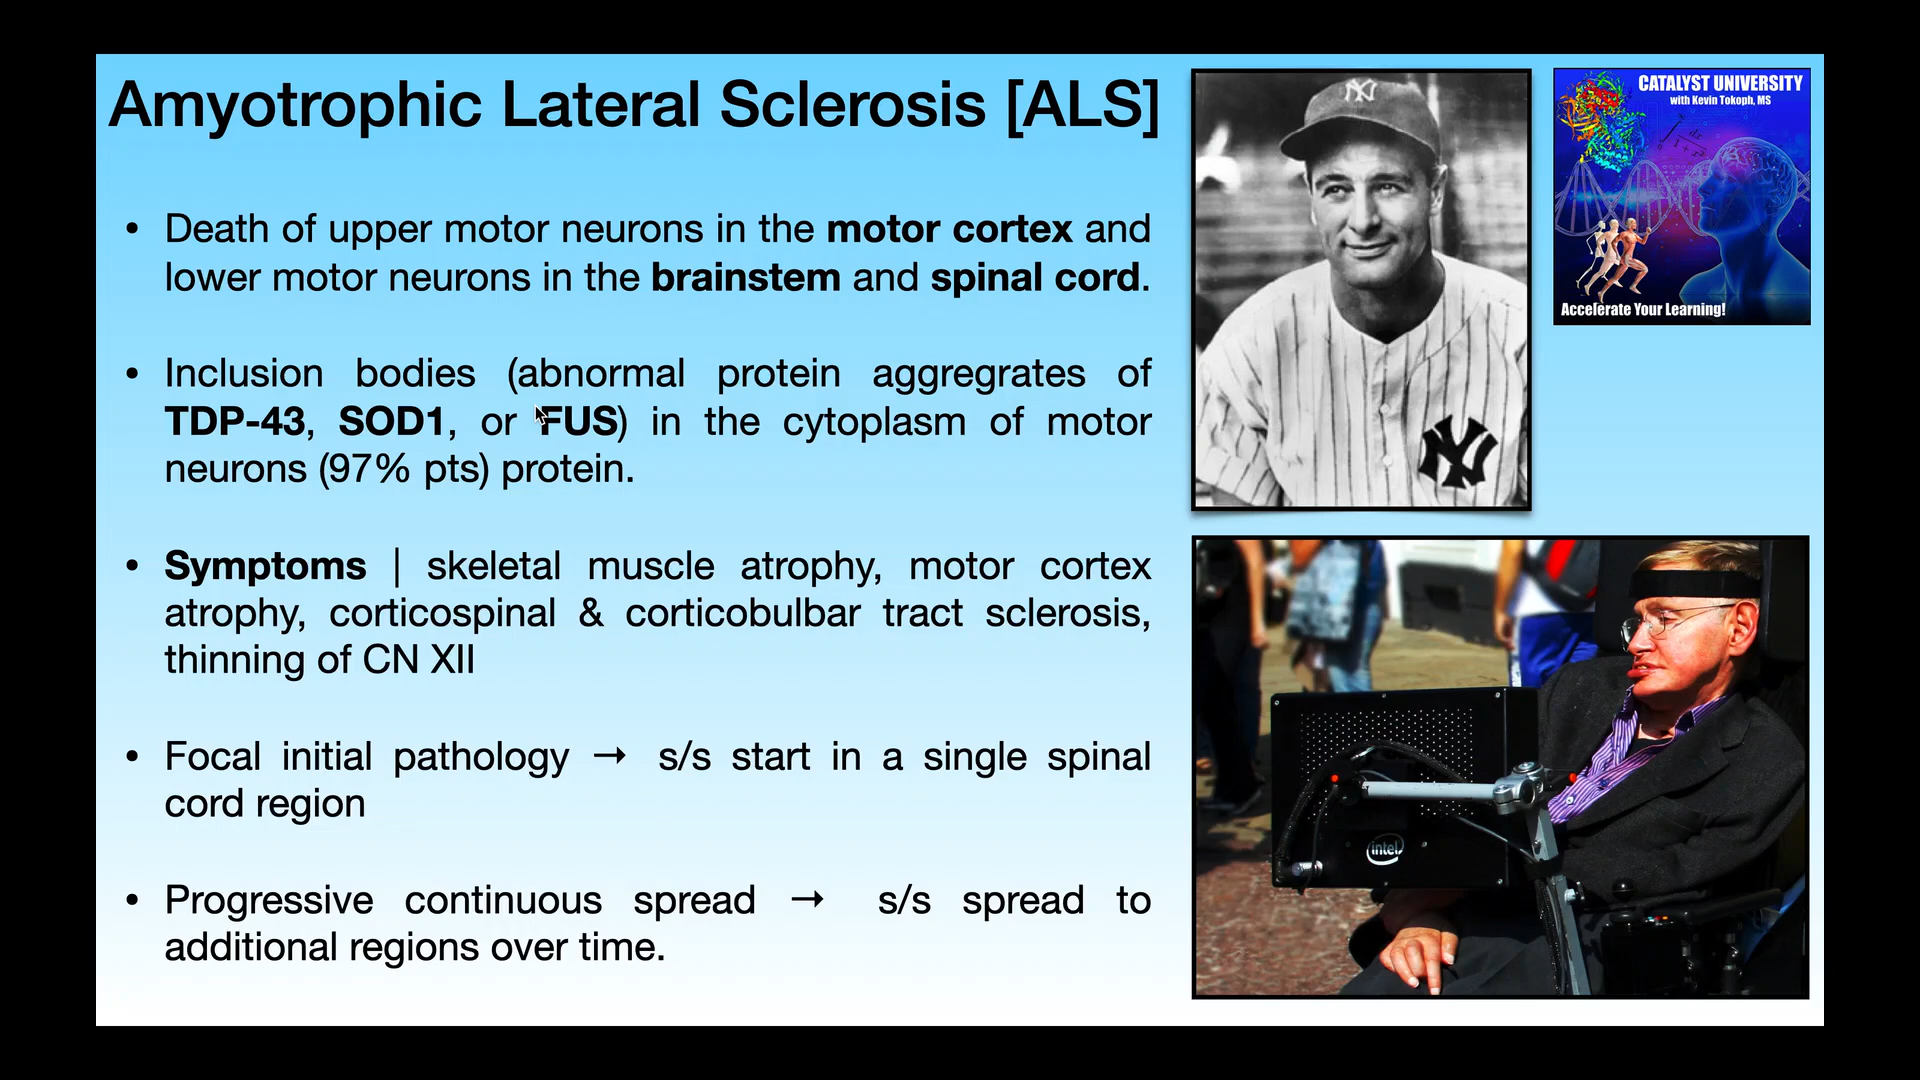 Amyotrophic Lateral Sclerosis [ALS]
• Death of upper motor neurons in the motor cortex and
lower motor neurons in the brainstem and spinal cord.
• Inclusion bodies (abnormal protein aggregrates of
TDP-43, SOD1, or FUS) in the cytoplasm of motor
neurons (97% pts) protein.
• Symptoms | skeletal muscle atrophy, motor cortex
atrophy, corticospinal & corticobulbar tract sclerosis,
thinning of CN XII
• Focal initial pathology → s/s start in a single spinal
cord region
• Progressive continuous spread → s/s spread to
additional regions over time.
NY
NY
CATALYST UNIVERSITY
with Kevin Tokoph, MS
Accelerate Your Learning!
intel